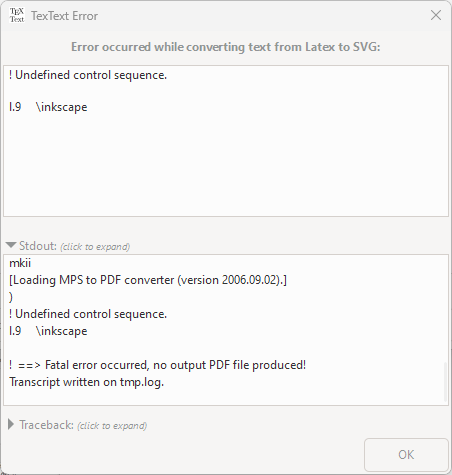 TEX
Text
TexText Error
Error occurred while converting text from Latex to SVG:
! Undefined control sequence.
l.9 \inkscape
Stdout: (click to expand)
mkii
[Loading MPS to PDF converter (version 2006.09.02).]
)
! Undefined control sequence.
l.9 \inkscape
! ==> Fatal error occurred, no output PDF file produced!
Transcript written on tmp.log.
Traceback: (click to expand)
OK